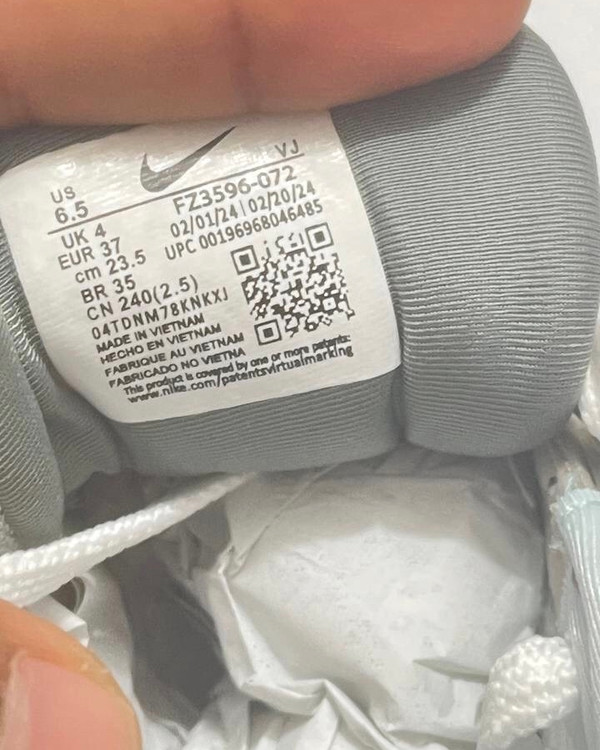 VJ
US
6.5
FZ3596-072
02/01/24|02/20/24
UPC 00196968046485
UK 4
EUR 37
cm 23.5
BR 35
CN 240(2.5)
04TDNM78KNKXJ
MADE IN VIETNAM
HECHO EN VIETNAM
FABRIQUE AU VIETNAM
FABRICADO NO VIETNA
This product is covered by one or more patents:
www.nike.com/patentsvirtualmarking